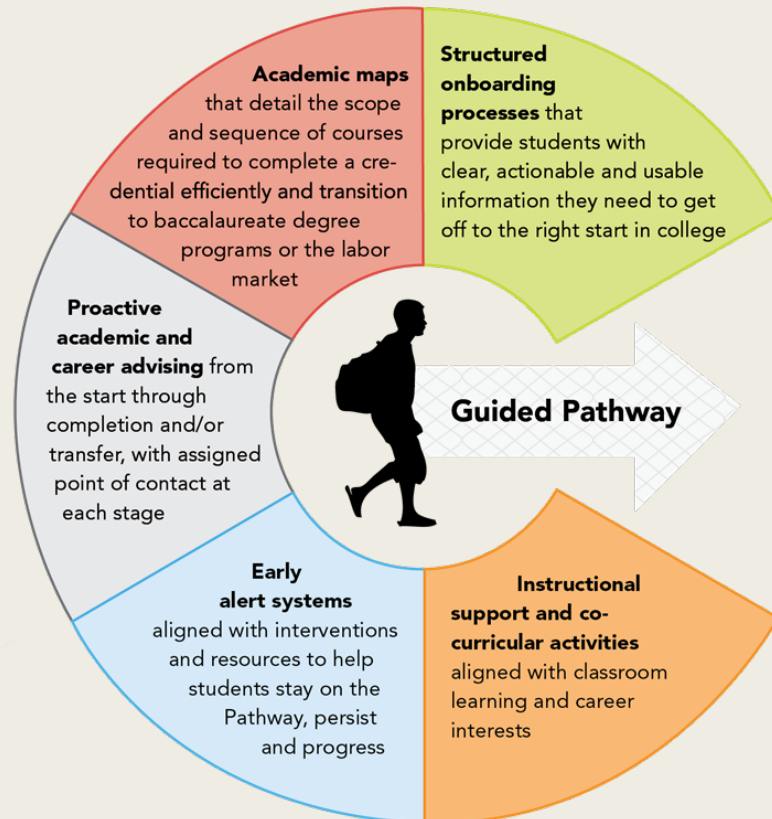 Structured
onboarding
processes that
provide students with
clear, actionable and usable
information they need to get
off to the right start in college
Academic maps
that detail the scope
and sequence of courses
required to complete a cre-
dential efficiently and transition
to baccalaureate degree
programs or the labor
market
Proactive
academic and
career advising from
the start through
completion and/or
transfer, with assigned
point of contact at
each stage
Guided Pathway
Early
alert systems
aligned with interventions
and resources to help
students stay on the
Pathway, persist
and progress
Instructional
support and co-
curricular activities
aligned with classroom
learning and career
interests